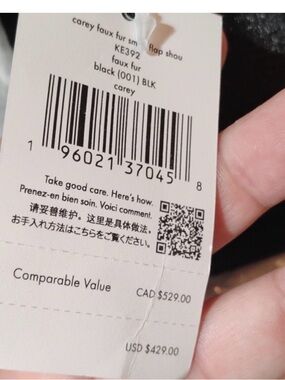 carey faux fur sm flap shou
KE392
faux fur
black (001) BLK
carey
1 96021 37045 8
Take good care. Here's how.
Prenez-en bien soin. Voici comment.
请妥善维护。这里是具体做法。
お手入れ方法はこちらをご覧ください。
Comparable Value CAD $529.00
USD $429.00